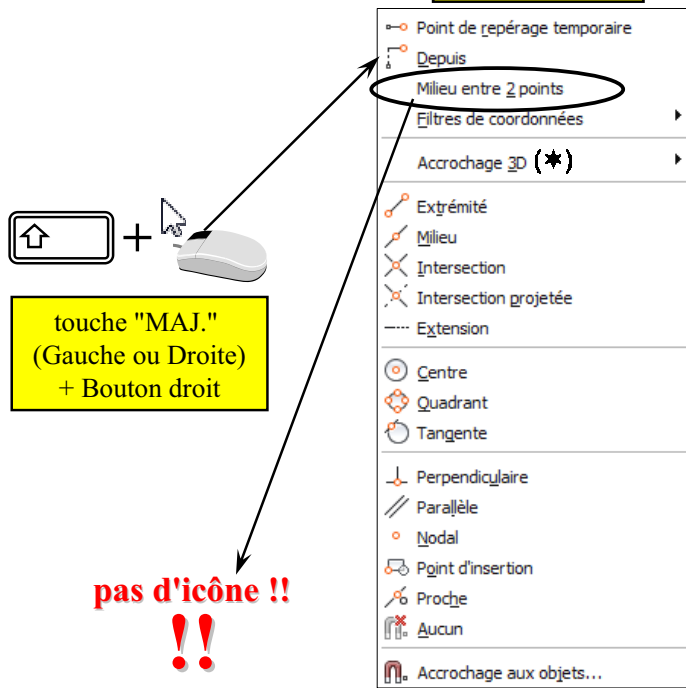 Point de repérage temporaire
Depuis
Milieu entre 2 points
Filtres de coordonnées
Accrochage 3D (*)
Extrémité
Milieu
Intersection
Intersection projetée
Extension
Centre
Quadrant
Tangente
Perpendiculaire
Parallèle
Nodal
Point d'insertion
Proche
Aucun
Accrochage aux objets...
+
touche "MAJ."
(Gauche ou Droite)
+ Bouton droit
pas d'icône !!
!!